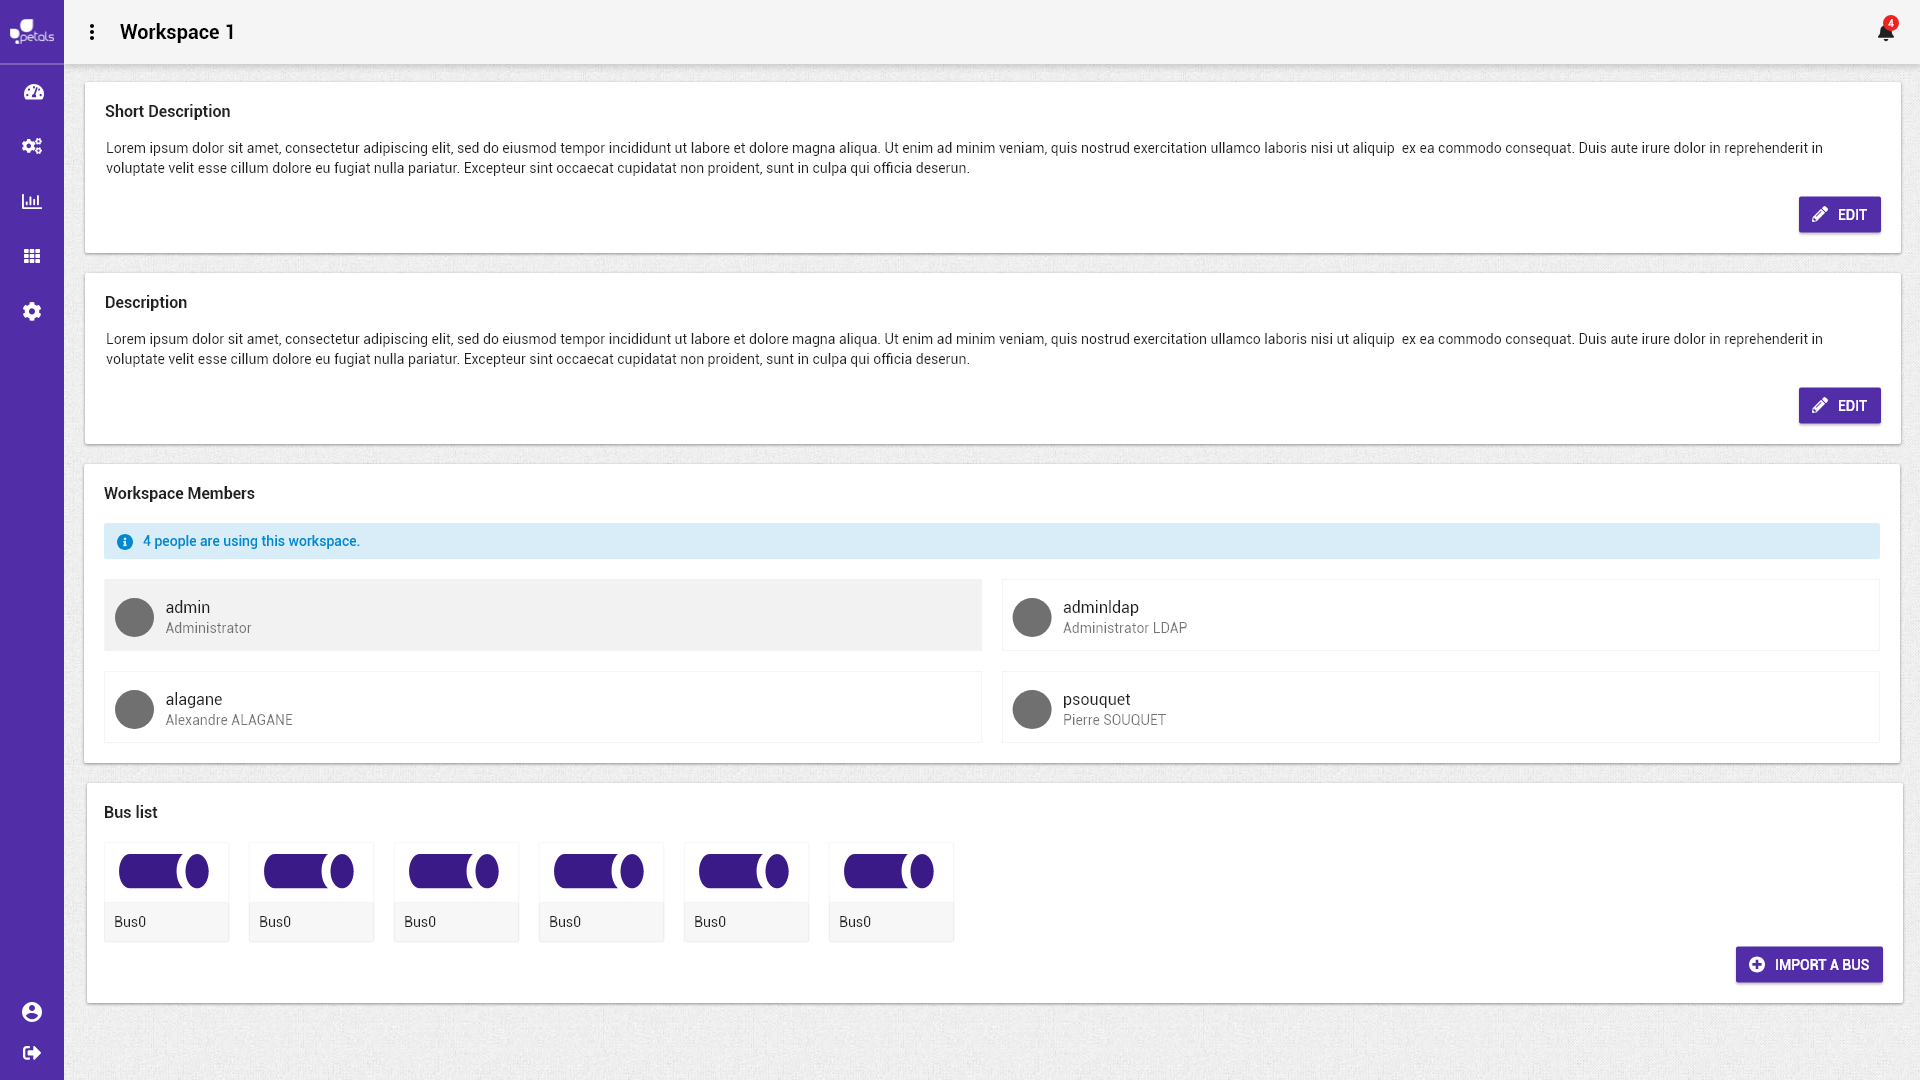 petals
Workspace 1
4
Short Description
Lorem ipsum dolor sit amet, consectetur adipiscing elit, sed do eiusmod tempor incididunt ut labore et dolore magna aliqua. Ut enim ad minim veniam, quis nostrud exercitation ullamco laboris nisi ut aliquip  ex ea commodo consequat. Duis aute irure dolor in reprehenderit in
voluptate velit esse cillum dolore eu fugiat nulla pariatur. Excepteur sint occaecat cupidatat non proident, sunt in culpa qui officia deserun.
EDIT
Description
Lorem ipsum dolor sit amet, consectetur adipiscing elit, sed do eiusmod tempor incididunt ut labore et dolore magna aliqua. Ut enim ad minim veniam, quis nostrud exercitation ullamco laboris nisi ut aliquip  ex ea commodo consequat. Duis aute irure dolor in reprehenderit in
voluptate velit esse cillum dolore eu fugiat nulla pariatur. Excepteur sint occaecat cupidatat non proident, sunt in culpa qui officia deserun.
EDIT
Workspace Members
4 people are using this workspace.
admin
Administrator
adminldap
Administrator LDAP
alagane
Alexandre ALAGANE
psouquet
Pierre SOUQUET
Bus list
Bus0
Bus0
Bus0
Bus0
Bus0
Bus0
IMPORT A BUS